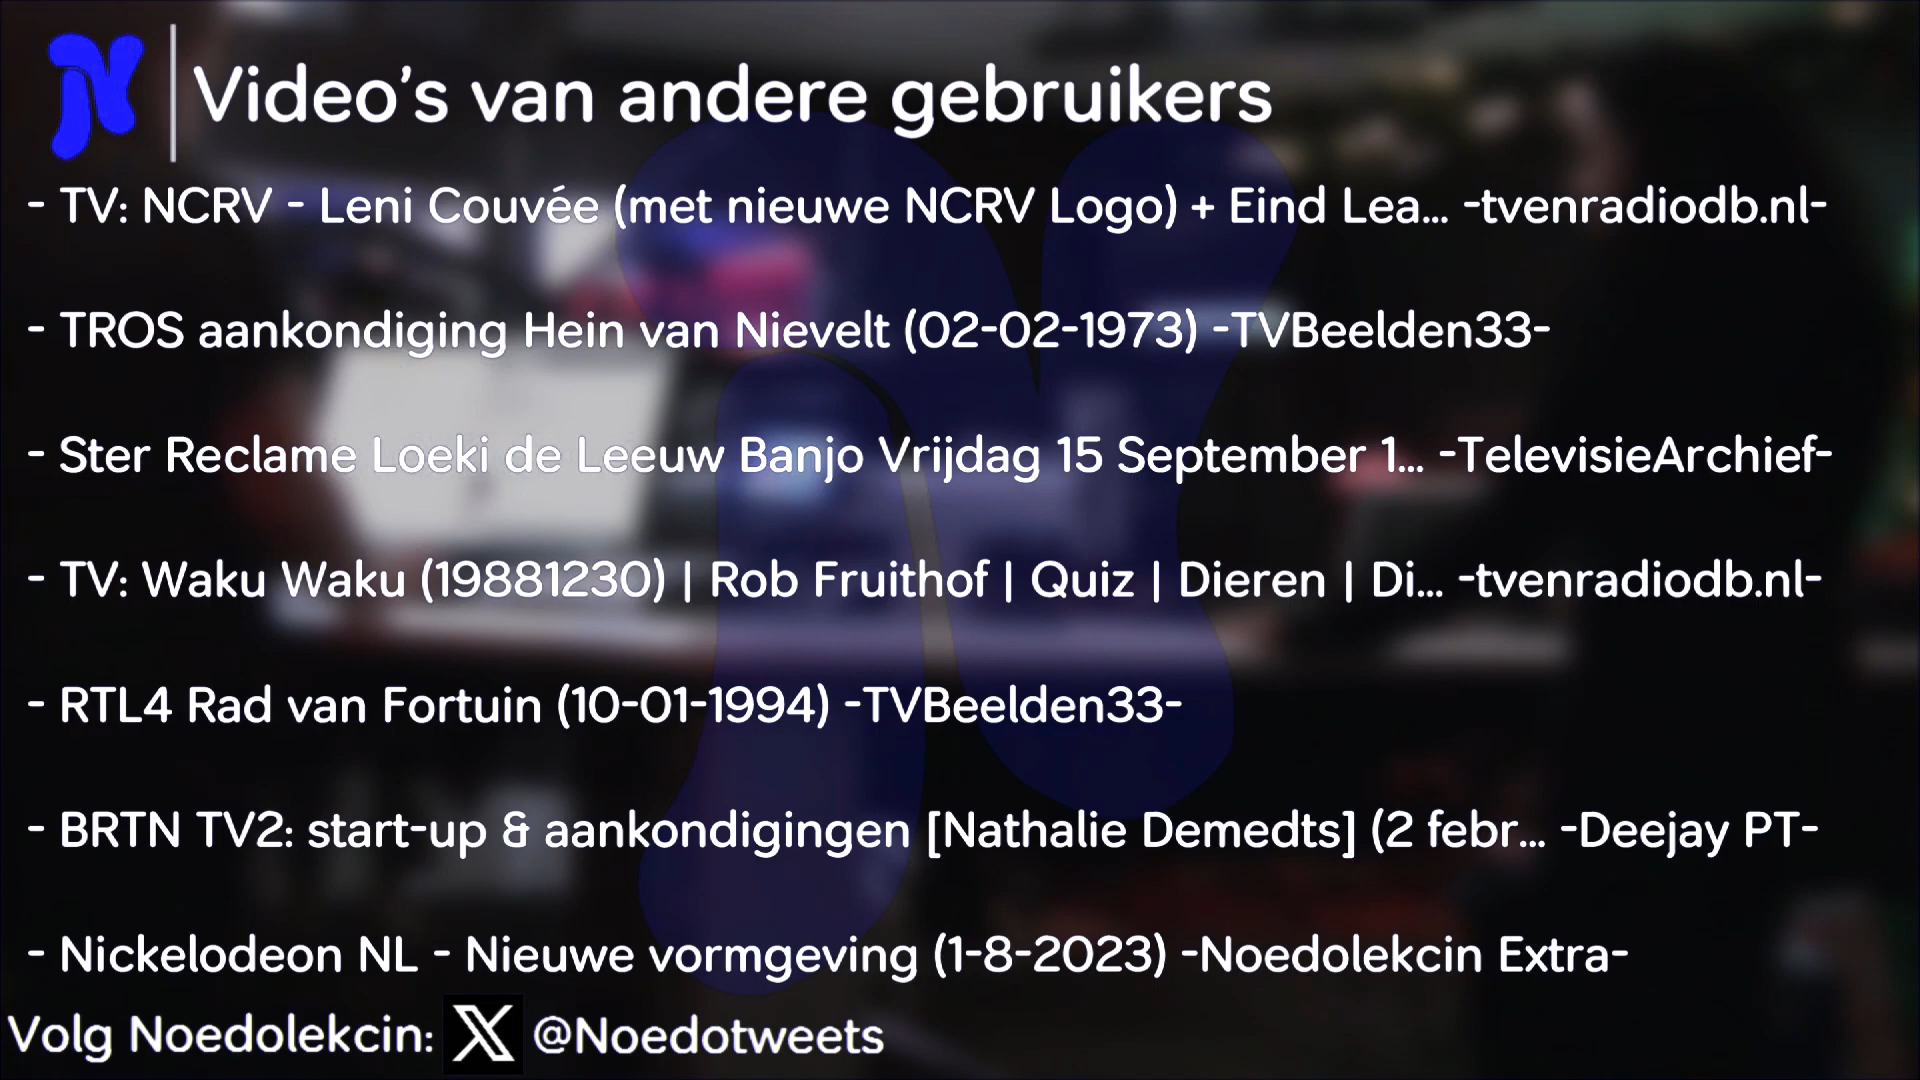 Video's van andere gebruikers
- TV: NCRV - Leni Couvée (met nieuwe NCRV Logo) + Eind Lea... -tvenradiodb.nl-
- TROS aankondiging Hein van Nievelt (02-02-1973) -TVBeelden33-
- Ster Reclame Loeki de Leeuw Banjo Vrijdag 15 September 1... -TelevisieArchief-
- TV: Waku Waku (19881230) | Rob Fruithof | Quiz | Dieren | Di... -tvenradiodb.nl-
- RTL4 Rad van Fortuin (10-01-1994) -TVBeelden33-
- BRTN TV2: start-up & aankondigingen [Nathalie Demedts] (2 febr... -Deejay PT-
- Nickelodeon NL - Nieuwe vormgeving (1-8-2023) -Noedolekcin Extra-
Volg Noedolekcin: X @Noedotweets